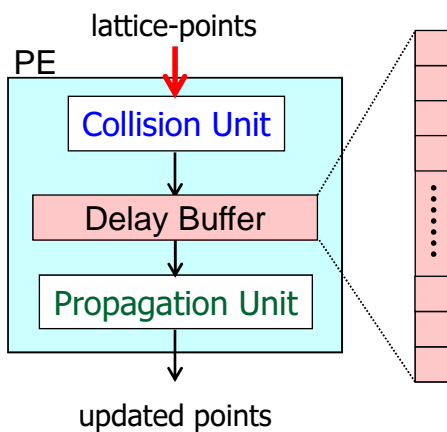 lattice-points
PE
Collision Unit
Delay Buffer
Propagation Unit
updated points